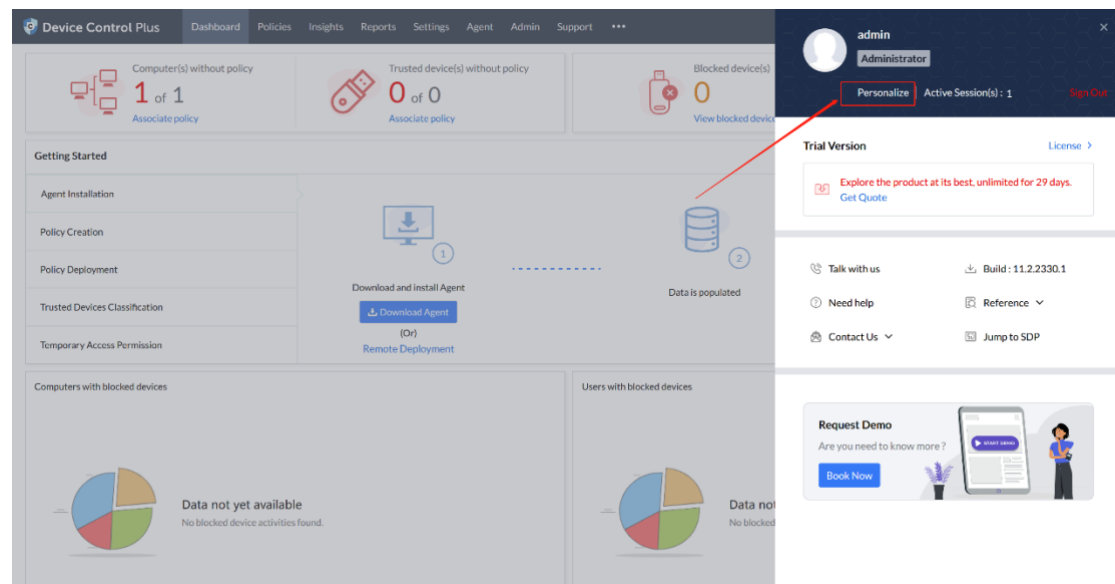 Device Control Plus
Dashboard Policies Insights Reports Settings Agent Admin Support •••
Computer(s) without policy
1 of 1
Associate policy
Trusted device(s) without policy
0 of 0
Associate policy
Blocked device(s)
0
View blocked device
Getting Started
Agent Installation
Policy Creation
Policy Deployment
Trusted Devices Classification
Temporary Access Permission
1
Download and install Agent
Download Agent
(Or)
Remote Deployment
2
Data is populated
Computers with blocked devices
Data not yet available
No blocked device activities found.
Users with blocked devices
Data not
No blocked
admin
Administrator
Personalize Active Session(s) : 1 Sign Out
Trial Version License
Explore the product at its best, unlimited for 29 days.
Get Quote
Talk with us Build : 11.2.2330.1
Need help Reference
Contact Us Jump to SDP
Request Demo
Are you need to know more ?
Book Now
START DEMO